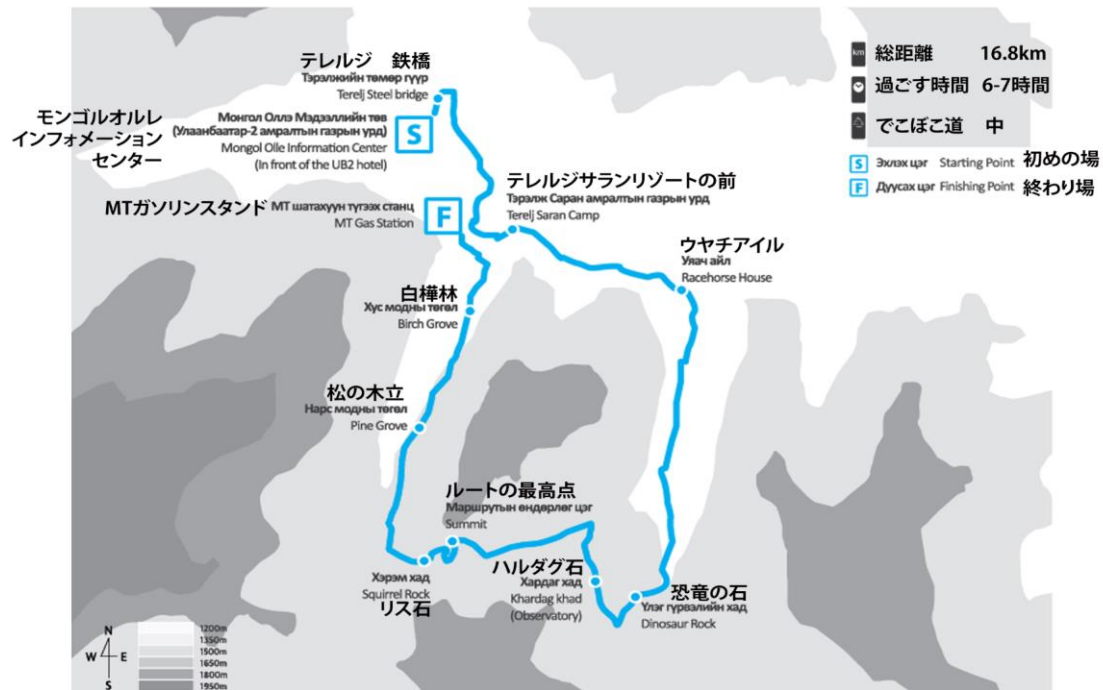 テレルジ　鉄橋
Тэрэлжийн төмөр гүүр
Terelj Steel bridge
モンゴルオルレ
インフォメーション
センター
Монгол Оллэ Мэдээллийн төв
(Улаанбаатар-2 амралтын газрын урд)
Mongol Olle Information Center
(In front of the UB2 hotel)
S
MTガソリンスタンド
MT шатахуун түгээх станц
MT Gas Station
F
テレルジサランリゾートの前
Тэрэлж Саран амралтын газрын урд
Terelj Saran Camp
ウヤチアイル
Уяач айл
Racehorse House
白樺林
Хус модны төгөл
Birch Grove
松の木立
Нарс модны төгөл
Pine Grove
ルートの最高点
Маршрутын өндөрлөг цэг
Summit
Хэрэм хад
Squirrel Rock
リス石
ハルダグ石
Хардаг хад
Khardag khad
(Observatory)
恐竜の石
Үлэг гүрвэлийн хад
Dinosaur Rock
km 総距離 16.8km
過ごす時間 6-7時間
でこぼこ道 中
S Эхлэх цэг Starting Point 初めの場
F Дуусах цэг Finishing Point 終わり場
N
W E
S
1200m
1350m
1500m
1650m
1800m
1950m